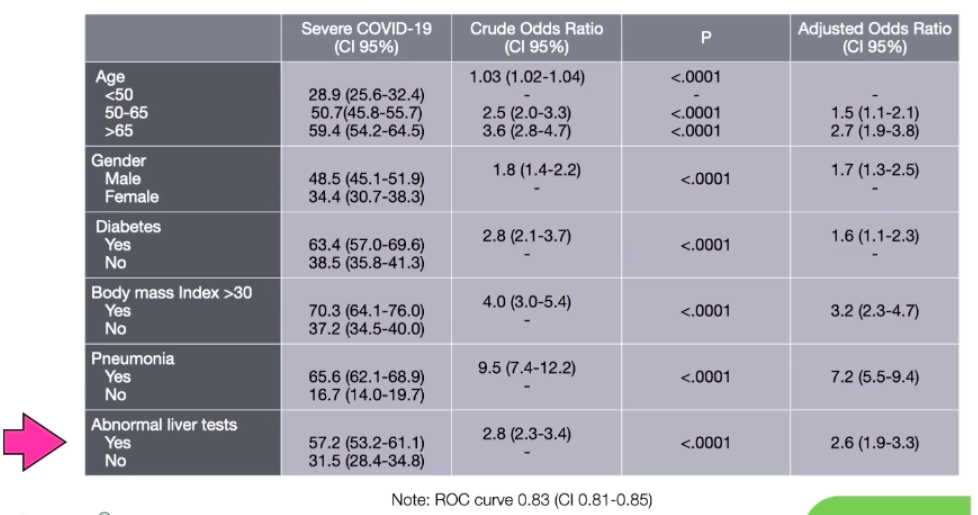 Severe COVID-19 (CI 95%) Crude Odds Ratio (CI 95%) P Adjusted Odds Ratio (CI 95%)
Age 1.03 (1.02-1.04) <.0001
<50 28.9 (25.6-32.4) - - -
50-65 50.7(45.8-55.7) 2.5 (2.0-3.3) <.0001 1.5 (1.1-2.1)
>65 59.4 (54.2-64.5) 3.6 (2.8-4.7) <.0001 2.7 (1.9-3.8)
Gender 1.8 (1.4-2.2) <.0001 1.7 (1.3-2.5)
Male 48.5 (45.1-51.9) - -
Female 34.4 (30.7-38.3)
Diabetes 2.8 (2.1-3.7) <.0001 1.6 (1.1-2.3)
Yes 63.4 (57.0-69.6) - -
No 38.5 (35.8-41.3)
Body mass Index >30 4.0 (3.0-5.4) <.0001 3.2 (2.3-4.7)
Yes 70.3 (64.1-76.0) -
No 37.2 (34.5-40.0)
Pneumonia 9.5 (7.4-12.2) <.0001 7.2 (5.5-9.4)
Yes 65.6 (62.1-68.9) -
No 16.7 (14.0-19.7)
Abnormal liver tests 2.8 (2.3-3.4) <.0001 2.6 (1.9-3.3)
Yes 57.2 (53.2-61.1) -
No 31.5 (28.4-34.8)
Note: ROC curve 0.83 (CI 0.81-0.85)